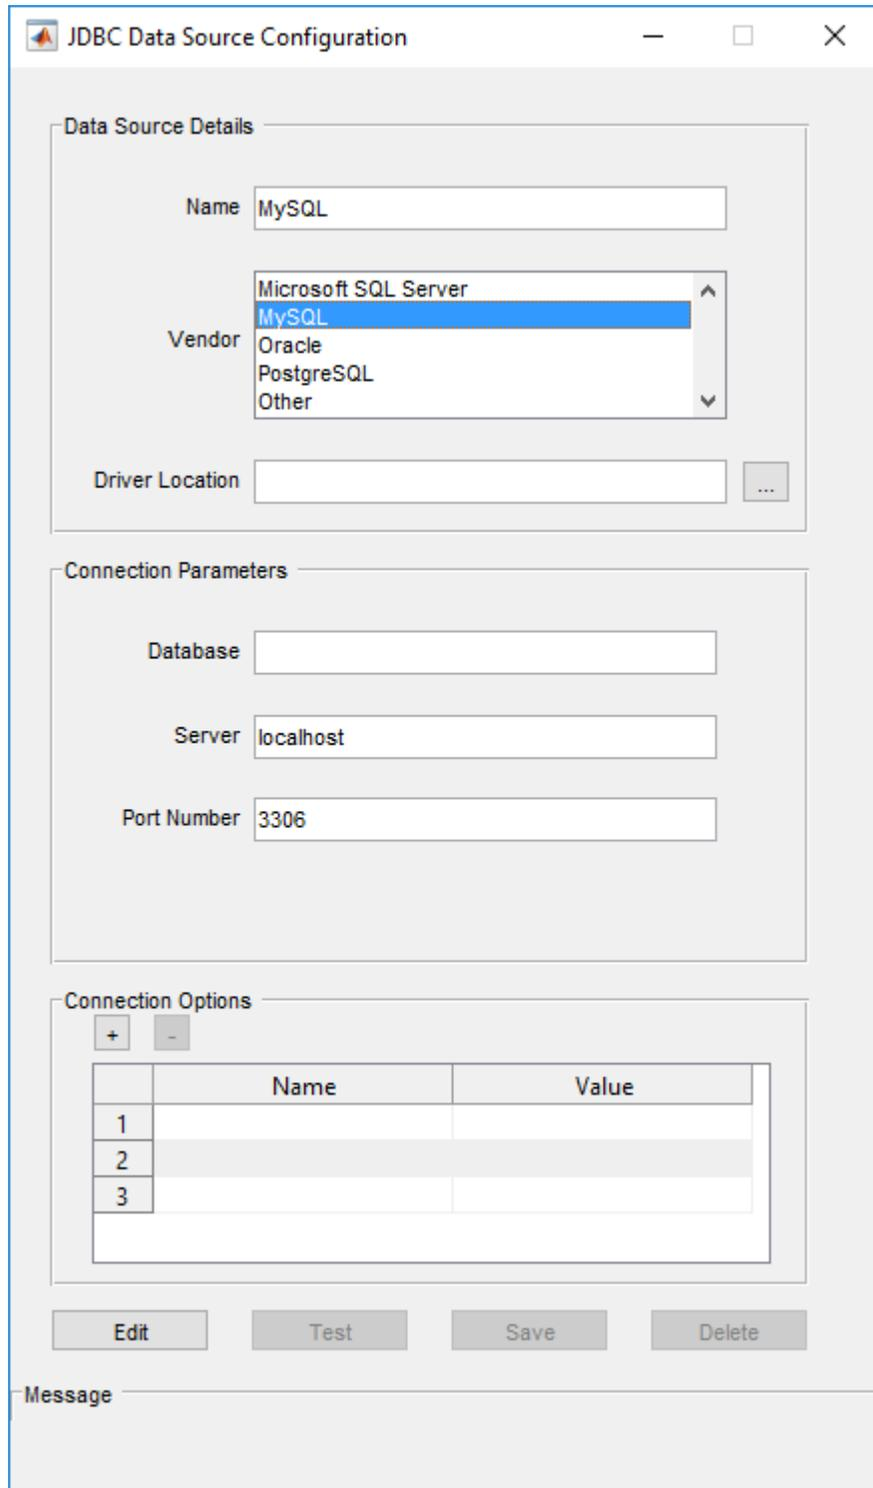 JDBC Data Source Configuration
Data Source Details
Name MySQL
Vendor
Microsoft SQL Server
MySQL
Oracle
PostgreSQL
Other
Driver Location ...
Connection Parameters
Database
Server localhost
Port Number 3306
Connection Options
+ -
Name Value
1
2
3
Edit Test Save Delete
Message